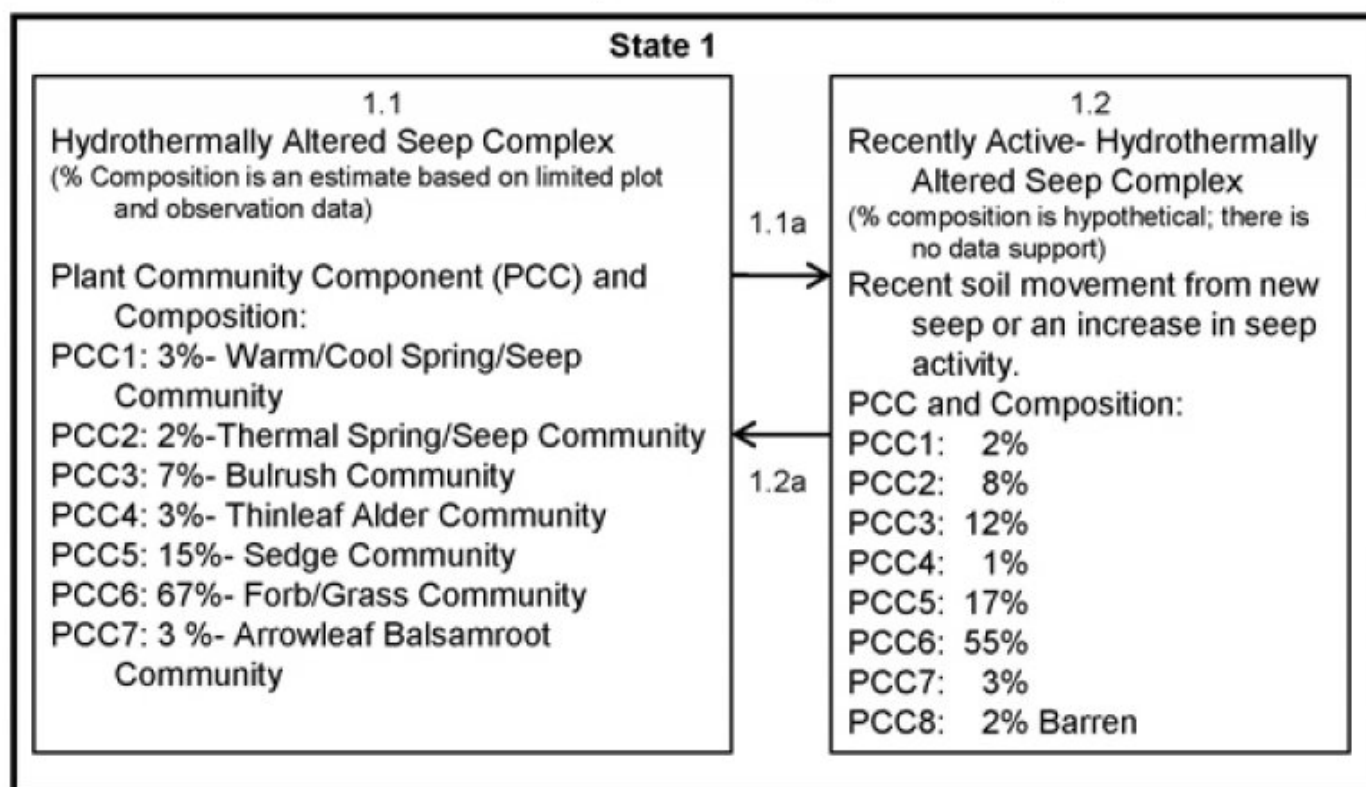 State 1
1.1
Hydrothermally Altered Seep Complex
(% Composition is an estimate based on limited plot
and observation data)
Plant Community Component (PCC) and
Composition:
PCC1: 3%- Warm/Cool Spring/Seep
Community
PCC2: 2%-Thermal Spring/Seep Community
PCC3: 7%- Bulrush Community
PCC4: 3%- Thinleaf Alder Community
PCC5: 15%- Sedge Community
PCC6: 67%- Forb/Grass Community
PCC7: 3 %- Arrowleaf Balsamroot
Community
1.1a
1.2a
1.2
Recently Active- Hydrothermally
Altered Seep Complex
(% composition is hypothetical; there is
no data support)
Recent soil movement from new
seep or an increase in seep
activity.
PCC and Composition:
PCC1: 2%
PCC2: 8%
PCC3: 12%
PCC4: 1%
PCC5: 17%
PCC6: 55%
PCC7: 3%
PCC8: 2% Barren